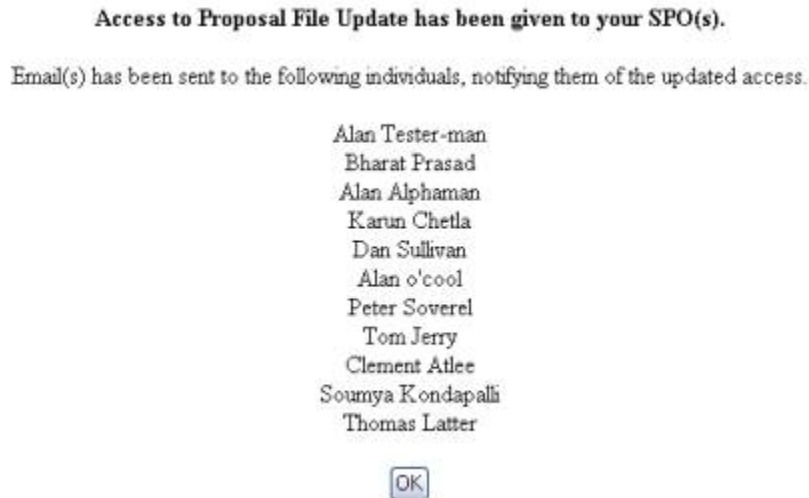 Access to Proposal File Update has been given to your SPO(s).
Email(s) has been sent to the following individuals, notifying them of the updated access.
Alan Tester-man
Bharat Prasad
Alan Alphaman
Karun Chetla
Dan Sullivan
Alan o'cool
Peter Soverel
Tom Jerry
Clement Atlee
Soumya Kondapalli
Thomas Latter
OK